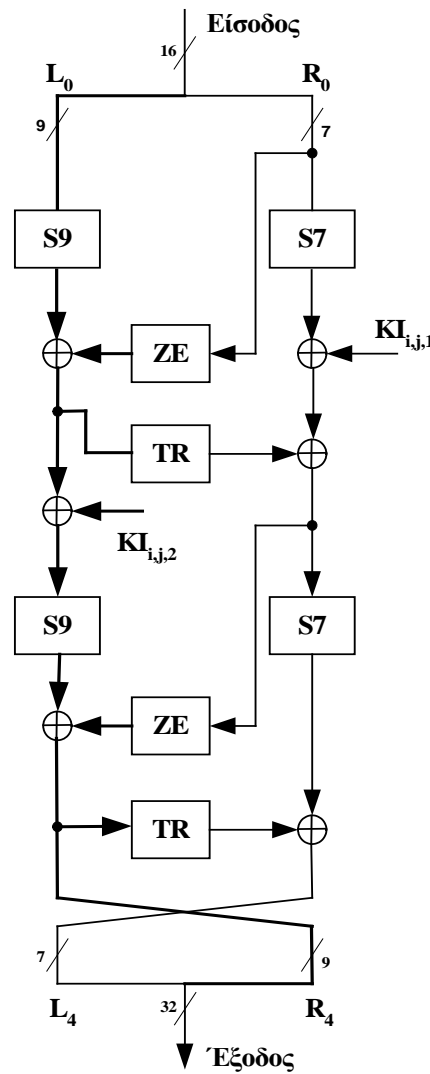 Είσοδος
16
L0 R0
9 7
S9 S7
KIi,j,1
ZE
TR
KIi,j,2
S9 S7
ZE
TR
7 9
L4 32 R4
Έξοδος